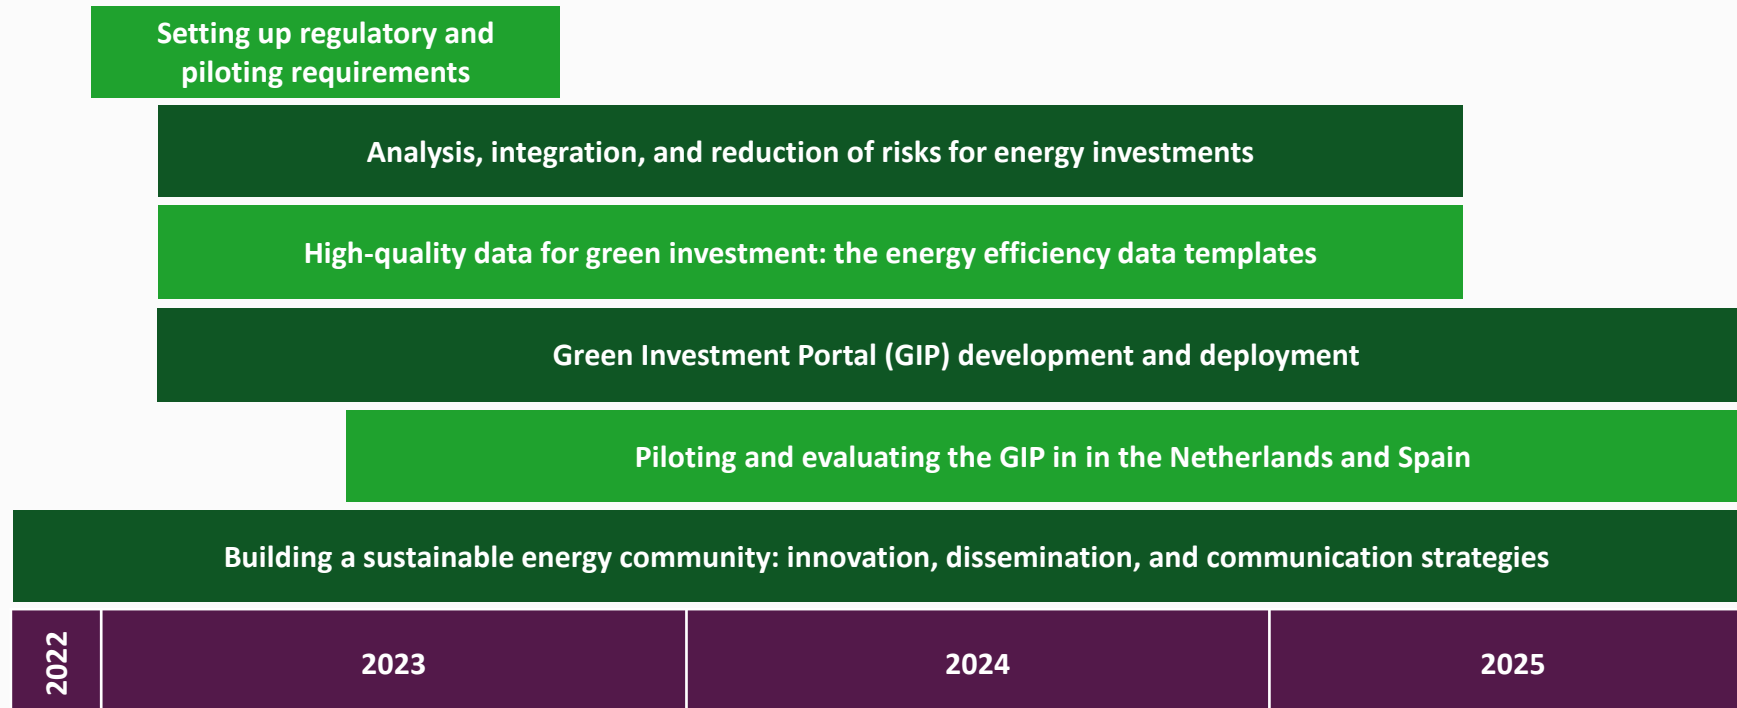 Setting up regulatory and
piloting requirements
Analysis, integration, and reduction of risks for energy investments
High-quality data for green investment: the energy efficiency data templates
Green Investment Portal (GIP) development and deployment
Piloting and evaluating the GIP in in the Netherlands and Spain
Building a sustainable energy community: innovation, dissemination, and communication strategies
2022
2023
2024
2025